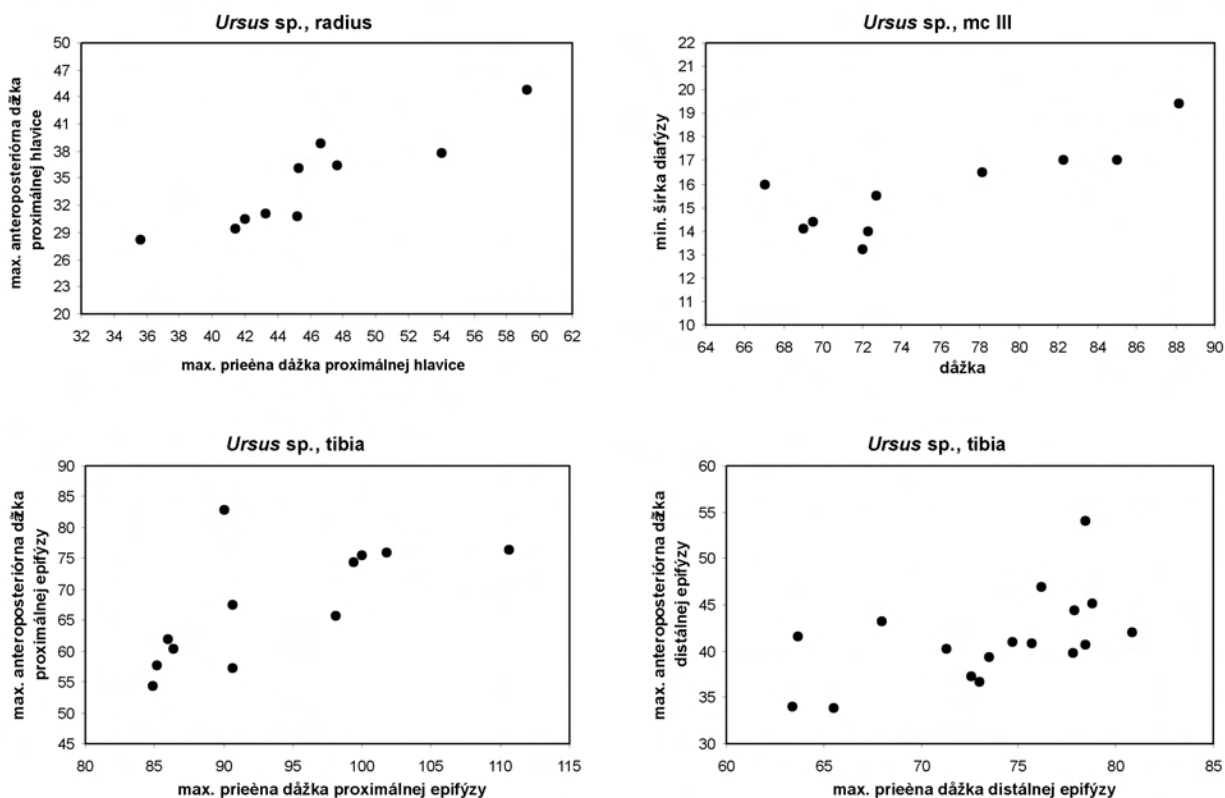 Ursus sp., radius
max. anteroposteriórna dåžka
proximálnej hlavice
50
47
44
41
38
35
32
29
26
23
20
32 34 36 38 40 42 44 46 48 50 52 54 56 58 60 62
max. prieèna dåžka proximálnej hlavice
Ursus sp., mc III
min. šírka diafýzy
22
21
20
19
18
17
16
15
14
13
12
11
10
64 66 68 70 72 74 76 78 80 82 84 86 88 90
dåžka
Ursus sp., tibia
max. anteroposteriórna dåžka
proximálnej epifýzy
90
85
80
75
70
65
60
55
50
45
80 85 90 95 100 105 110 115
max. prieèna dåžka proximálnej epifýzy
Ursus sp., tibia
max. anteroposteriórna dåžka
distálnej epifýzy
60
55
50
45
40
35
30
60 65 70 75 80 85
max. prieèna dåžka distálnej epifýzy